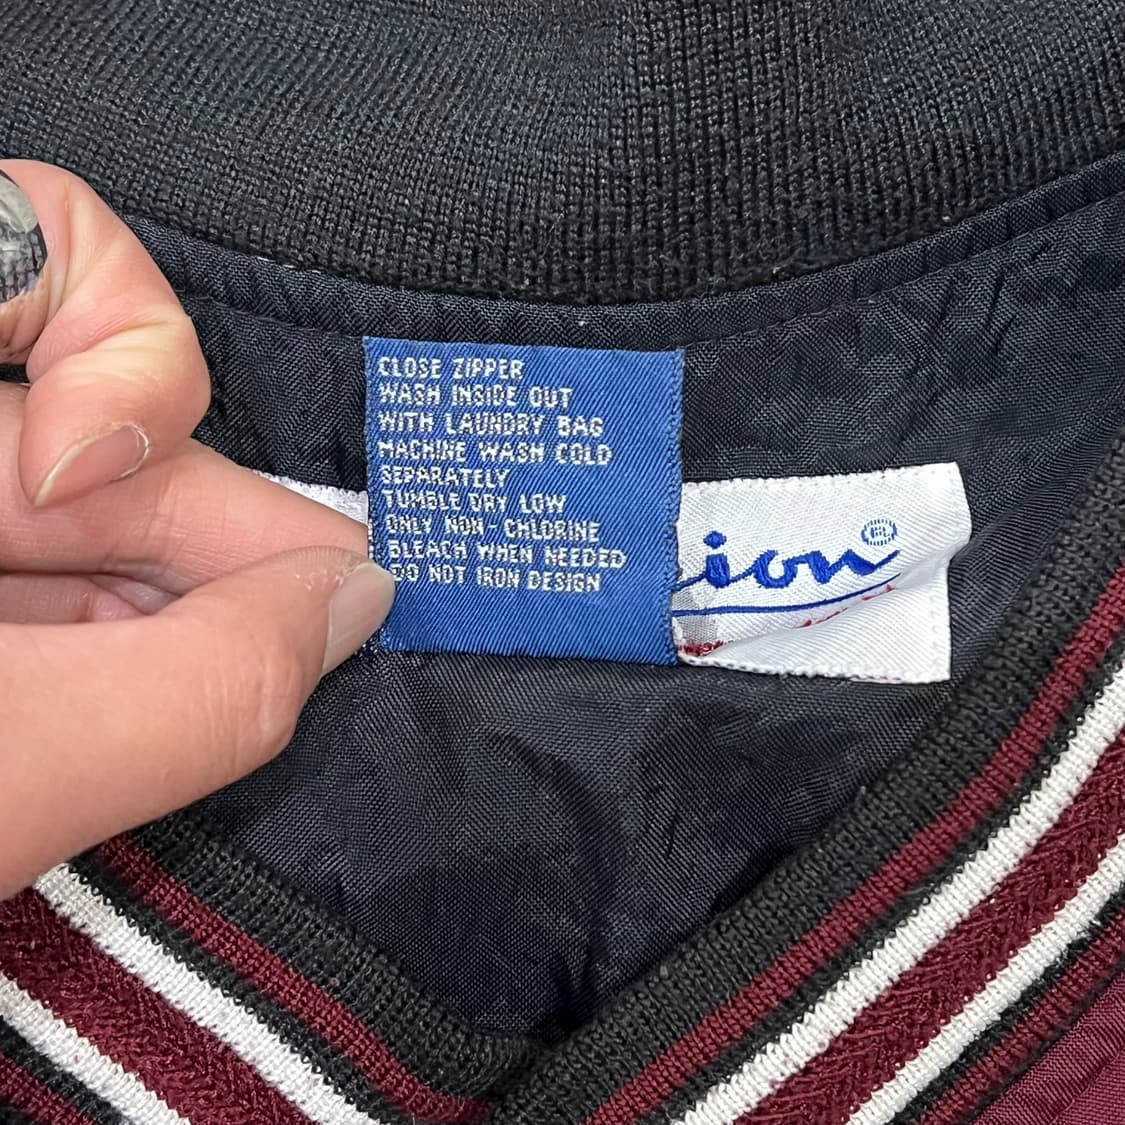 CLOSE ZIPPER
WASH INSIDE OUT
WITH LAUNDRY BAG
MACHINE WASH COLD
SEPARATELY
TUMBLE DRY LOW
ONLY NON-CHLORINE
BLEACH WHEN NEEDED
DO NOT IRON DESIGN
ion®